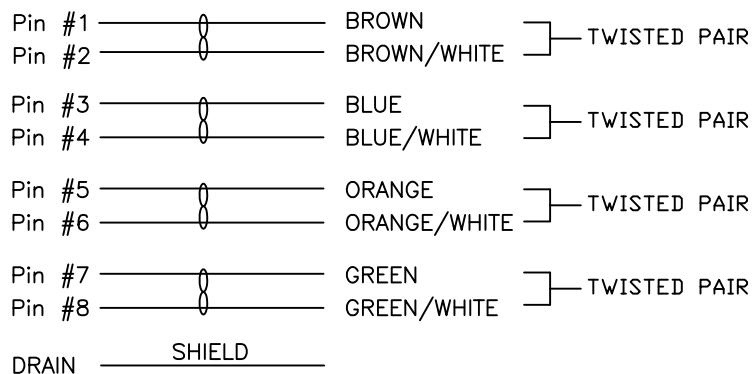 Pin #1 BROWN
TWISTED PAIR
Pin #2 BROWN/WHITE
Pin #3 BLUE
TWISTED PAIR
Pin #4 BLUE/WHITE
Pin #5 ORANGE
TWISTED PAIR
Pin #6 ORANGE/WHITE
Pin #7 GREEN
TWISTED PAIR
Pin #8 GREEN/WHITE
SHIELD
DRAIN